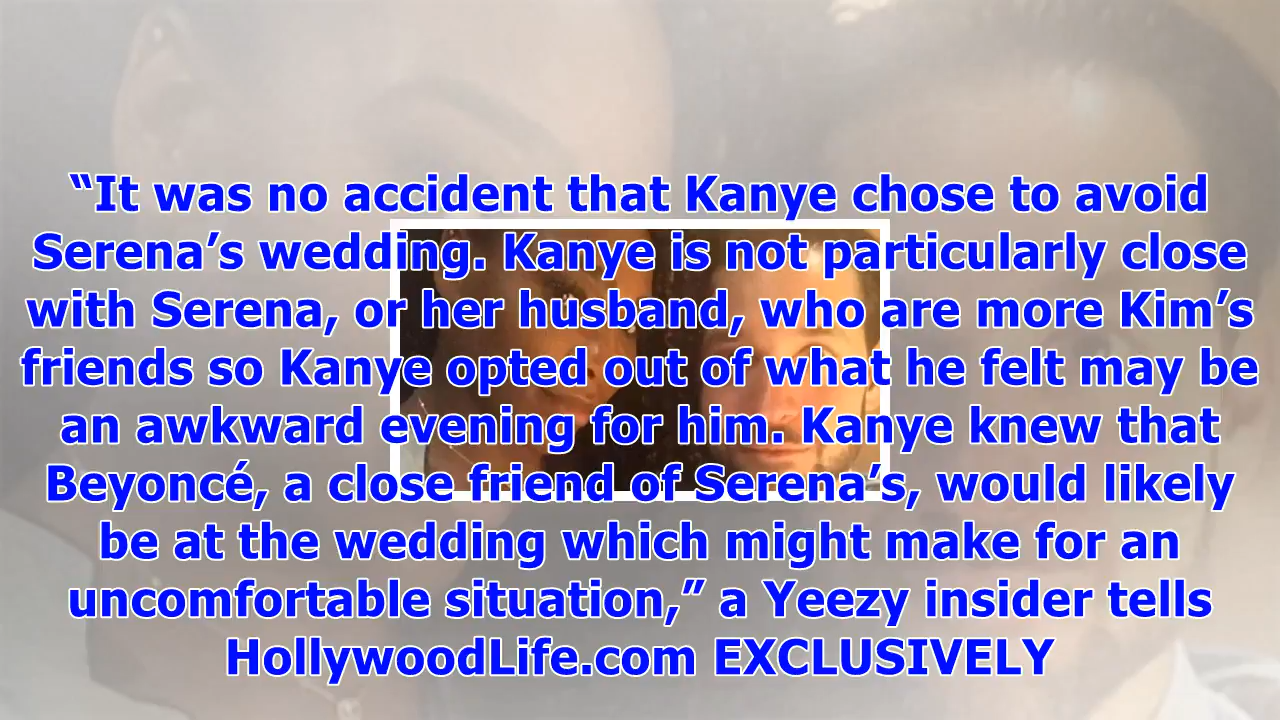 “It was no accident that Kanye chose to avoid
Serena’s wedding. Kanye is not particularly close
with Serena, or her husband, who are more Kim’s
friends so Kanye opted out of what he felt may be
an awkward evening for him. Kanye knew that
Beyoncé, a close friend of Serena’s, would likely
be at the wedding which might make for an
uncomfortable situation,” a Yeezy insider tells
HollywoodLife.com EXCLUSIVELY